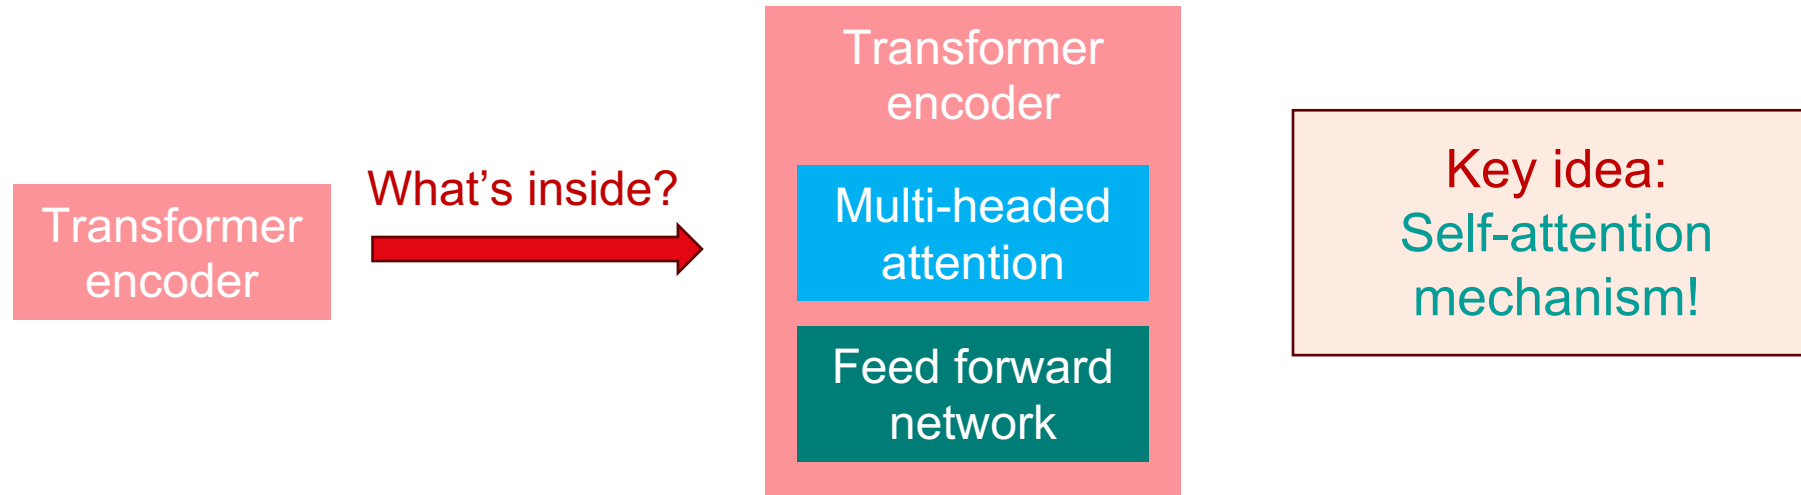 Transformer
encoder
What's inside?
Transformer
encoder
Multi-headed
attention
Feed forward
network
Key idea:
Self-attention
mechanism!